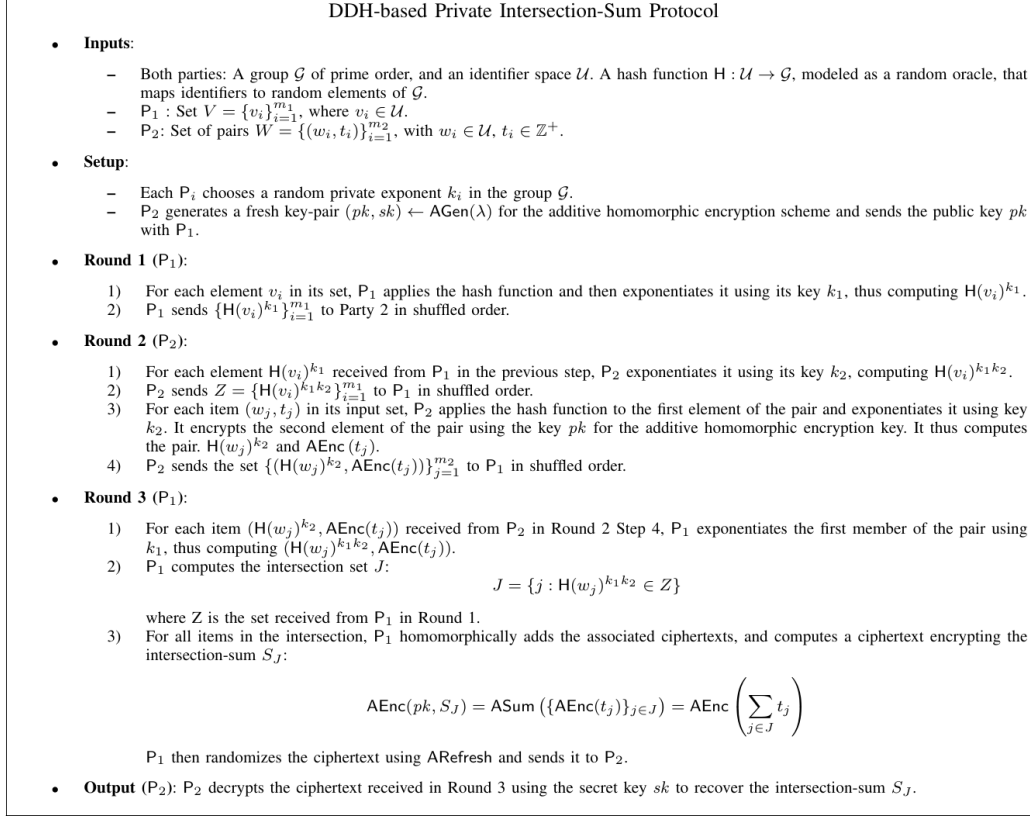 DDH-based Private Intersection-Sum Protocol
• Inputs:
– Both parties: A group 𝒢 of prime order, and an identifier space 𝒰. A hash function H : 𝒰 → 𝒢, modeled as a random oracle, that
maps identifiers to random elements of 𝒢.
– P₁ : Set V = {vᵢ}ᵢ₌₁^{m₁}, where vᵢ ∈ 𝒰.
– P₂: Set of pairs W = {(wᵢ, tᵢ)}ᵢ₌₁^{m₂}, with wᵢ ∈ 𝒰, tᵢ ∈ ℤ⁺.
• Setup:
– Each Pᵢ chooses a random private exponent kᵢ in the group 𝒢.
– P₂ generates a fresh key-pair (pk, sk) ← AGen(λ) for the additive homomorphic encryption scheme and sends the public key pk
with P₁.
• Round 1 (P₁):
1) For each element vᵢ in its set, P₁ applies the hash function and then exponentiates it using its key k₁, thus computing H(vᵢ)^{k₁}.
2) P₁ sends {H(vᵢ)^{k₁}}ᵢ₌₁^{m₁} to Party 2 in shuffled order.
• Round 2 (P₂):
1) For each element H(vᵢ)^{k₁} received from P₁ in the previous step, P₂ exponentiates it using its key k₂, computing H(vᵢ)^{k₁k₂}.
2) P₂ sends Z = {H(vᵢ)^{k₁k₂}}ᵢ₌₁^{m₁} to P₁ in shuffled order.
3) For each item (wⱼ, tⱼ) in its input set, P₂ applies the hash function to the first element of the pair and exponentiates it using key
k₂. It encrypts the second element of the pair using the key pk for the additive homomorphic encryption key. It thus computes
the pair. H(wⱼ)^{k₂} and AEnc (tⱼ).
4) P₂ sends the set {(H(wⱼ)^{k₂}, AEnc(tⱼ))}ⱼ₌₁^{m₂} to P₁ in shuffled order.
• Round 3 (P₁):
1) For each item (H(wⱼ)^{k₂}, AEnc(tⱼ)) received from P₂ in Round 2 Step 4, P₁ exponentiates the first member of the pair using
k₁, thus computing (H(wⱼ)^{k₁k₂}, AEnc(tⱼ)).
2) P₁ computes the intersection set J:
J = {j : H(wⱼ)^{k₁k₂} ∈ Z}
where Z is the set received from P₁ in Round 1.
3) For all items in the intersection, P₁ homomorphically adds the associated ciphertexts, and computes a ciphertext encrypting the
intersection-sum S_J:
AEnc(pk, S_J) = ASum ({AEnc(tⱼ)}_{j∈J}) = AEnc (∑_{j∈J} tⱼ)
P₁ then randomizes the ciphertext using ARefresh and sends it to P₂.
• Output (P₂): P₂ decrypts the ciphertext received in Round 3 using the secret key sk to recover the intersection-sum S_J.